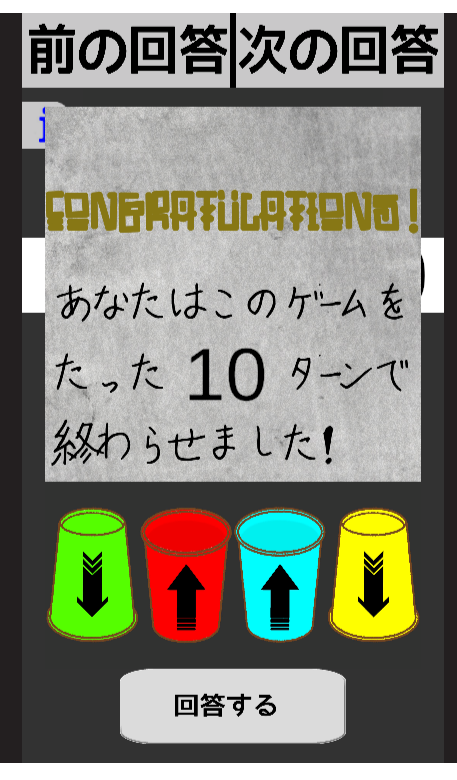 前の回答 次の回答
CONGRATULATIONS!
あなたはこのゲームを
たった 10 ターンで
終わらせました!
回答する